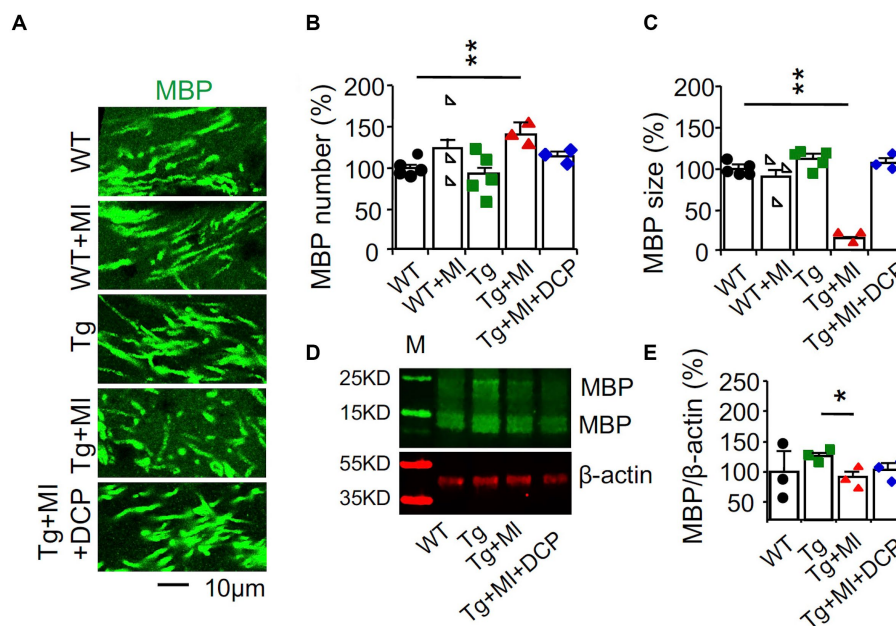 A
MBP
WT
WT+MI
Tg
Tg+MI
Tg+MI
+DCP
10μm
B
**
MBP number (%)
200
150
100
50
0
WT
WT+MI
Tg
Tg+MI
Tg+MI+DCP
C
**
MBP size (%)
200
150
100
50
0
WT
WT+MI
Tg
Tg+MI
Tg+MI+DCP
D
M
25KD
MBP
15KD
MBP
55KD
β-actin
35KD
WT
Tg
Tg+MI
Tg+MI+DCP
E
*
MBP/β-actin (%)
250
200
150
100
50
WT
Tg
Tg+MI
Tg+MI+DCP